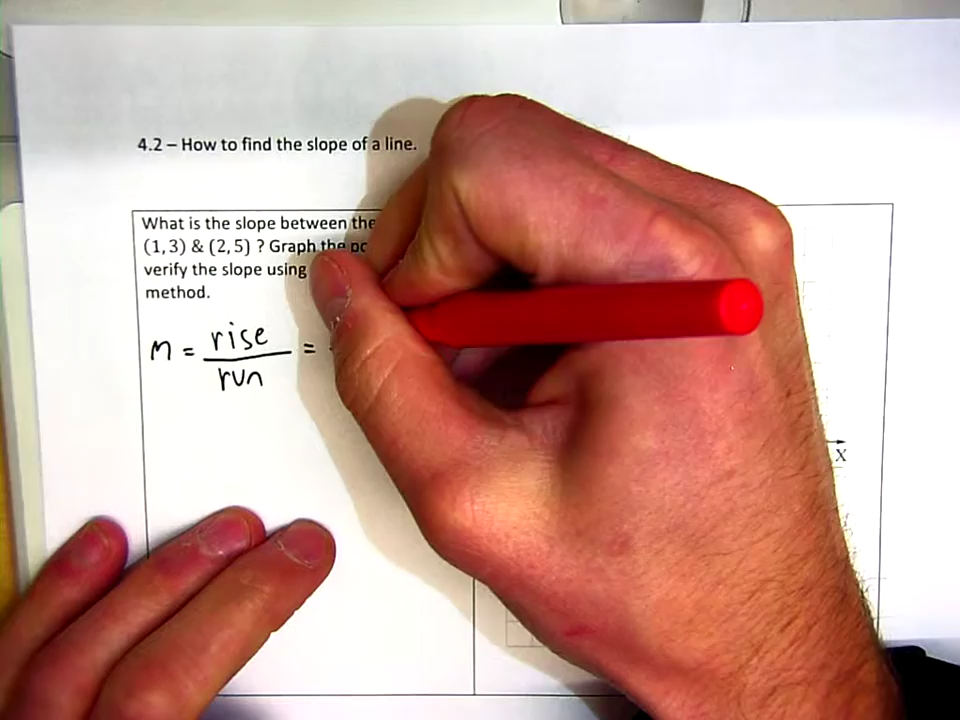 4.2 – How to find the slope of a line.
What is the slope between the
(1,3) & (2,5) ? Graph the
verify the slope using
method.
m = rise/run =
X